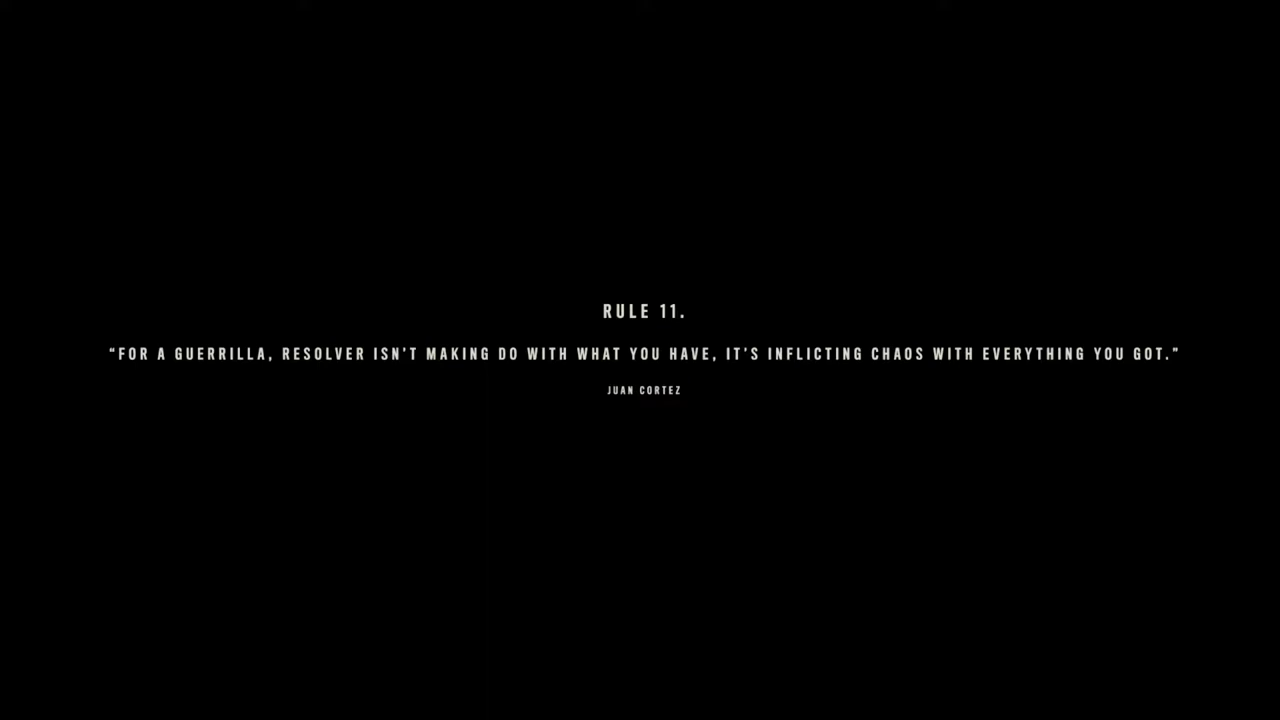 RULE 11.
“FOR A GUERRILLA, RESOLVER ISN’T MAKING DO WITH WHAT YOU HAVE, IT’S INFLICTING CHAOS WITH EVERYTHING YOU GOT.”
JUAN CORTEZ